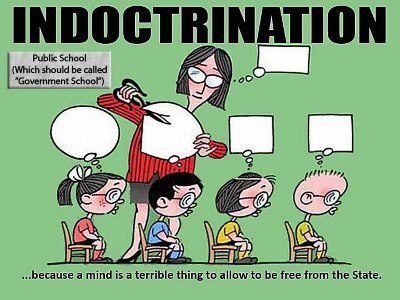 INDOCTRINATION
Public School
(Which should be called
"Government School")
...because a mind is a terrible thing to allow to be free from the State.